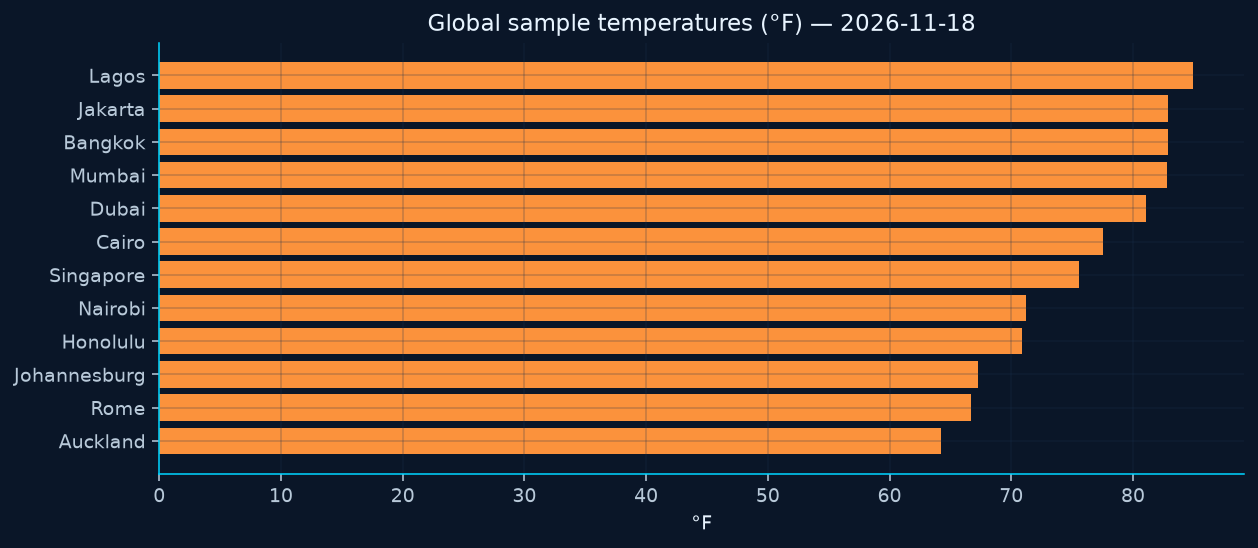 Global sample temperatures (°F) — 2026-11-18
Lagos
Jakarta
Bangkok
Mumbai
Dubai
Cairo
Singapore
Nairobi
Honolulu
Johannesburg
Rome
Auckland
0 10 20 30 40 50 60 70 80
°F